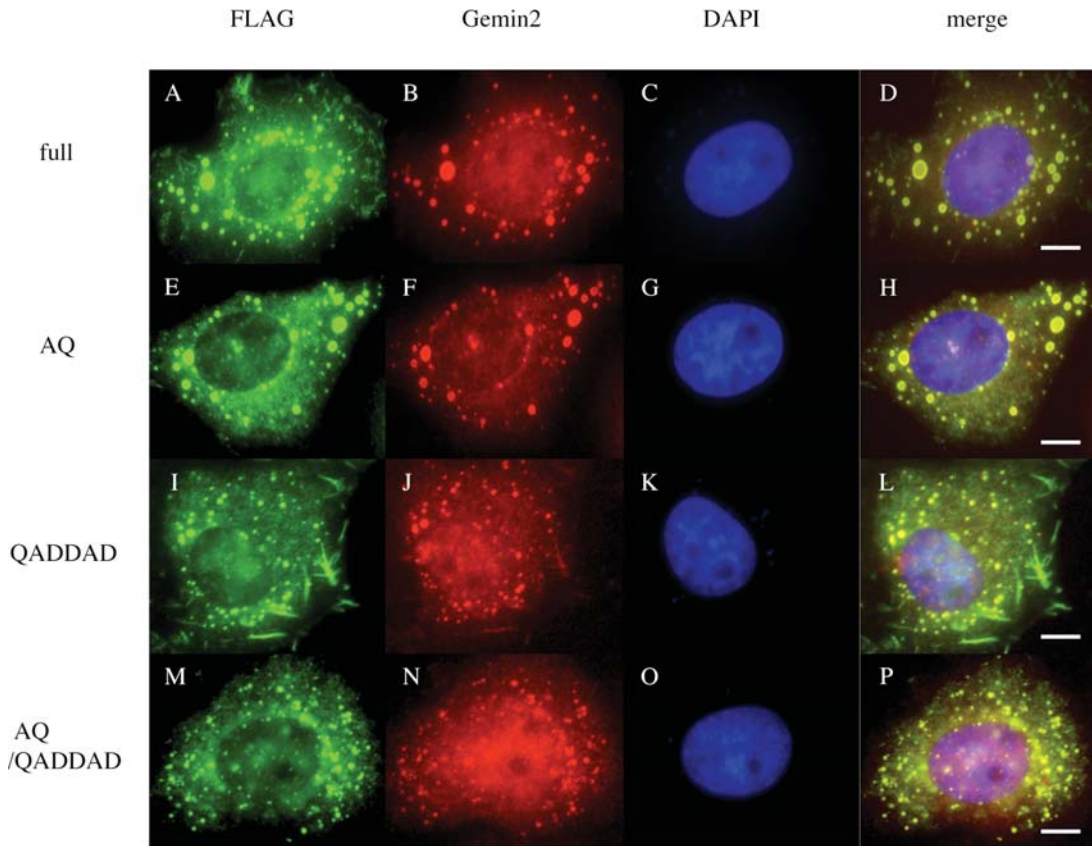 FLAG Gemin2 DAPI merge
full A B C D
AQ E F G H
QADDAD I J K L
AQ
/QADDAD M N O P